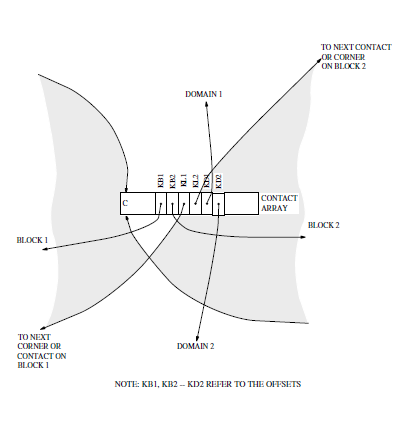 TO NEXT CONTACT
OR CORNER
ON BLOCK 2
DOMAIN 1
KB1
KB2
KL1
KL2
KD1
KD2
C
CONTACT
ARRAY
BLOCK 2
BLOCK 1
TO NEXT
CORNER OR
CONTACT ON
BLOCK 1
DOMAIN 2
NOTE: KB1, KB2 -- KD2 REFER TO THE OFFSETS